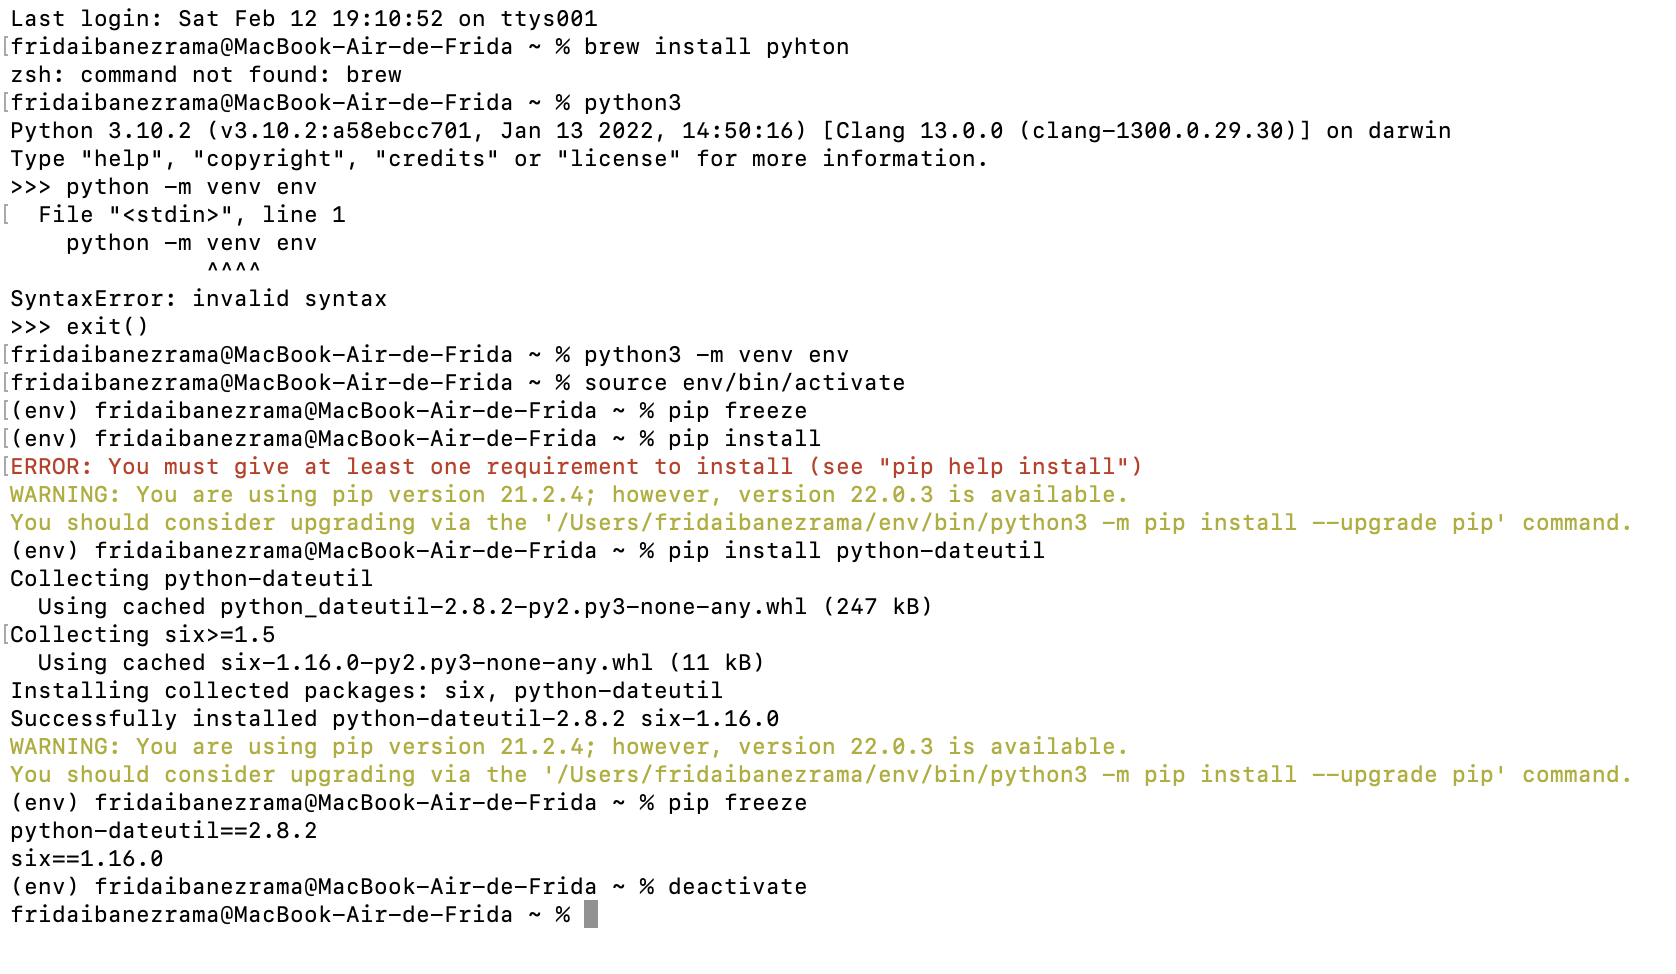 Last login: Sat Feb 12 19:10:52 on ttys001
[fridaibanezrama@MacBook-Air-de-Frida ~ % brew install pyhton
zsh: command not found: brew
[fridaibanezrama@MacBook-Air-de-Frida ~ % python3
Python 3.10.2 (v3.10.2:a58ebcc701, Jan 13 2022, 14:50:16) [Clang 13.0.0 (clang-1300.0.29.30)] on darwin
Type "help", "copyright", "credits" or "license" for more information.
>>> python -m venv env
[  File "<stdin>", line 1
    python -m venv env
              ^^^^
SyntaxError: invalid syntax
>>> exit()
[fridaibanezrama@MacBook-Air-de-Frida ~ % python3 -m venv env
[fridaibanezrama@MacBook-Air-de-Frida ~ % source env/bin/activate
[(env) fridaibanezrama@MacBook-Air-de-Frida ~ % pip freeze
[(env) fridaibanezrama@MacBook-Air-de-Frida ~ % pip install
[ERROR: You must give at least one requirement to install (see "pip help install")
WARNING: You are using pip version 21.2.4; however, version 22.0.3 is available.
You should consider upgrading via the '/Users/fridaibanezrama/env/bin/python3 -m pip install --upgrade pip' command.
(env) fridaibanezrama@MacBook-Air-de-Frida ~ % pip install python-dateutil
Collecting python-dateutil
  Using cached python_dateutil-2.8.2-py2.py3-none-any.whl (247 kB)
[Collecting six>=1.5
  Using cached six-1.16.0-py2.py3-none-any.whl (11 kB)
Installing collected packages: six, python-dateutil
Successfully installed python-dateutil-2.8.2 six-1.16.0
WARNING: You are using pip version 21.2.4; however, version 22.0.3 is available.
You should consider upgrading via the '/Users/fridaibanezrama/env/bin/python3 -m pip install --upgrade pip' command.
(env) fridaibanezrama@MacBook-Air-de-Frida ~ % pip freeze
python-dateutil==2.8.2
six==1.16.0
(env) fridaibanezrama@MacBook-Air-de-Frida ~ % deactivate
fridaibanezrama@MacBook-Air-de-Frida ~ %